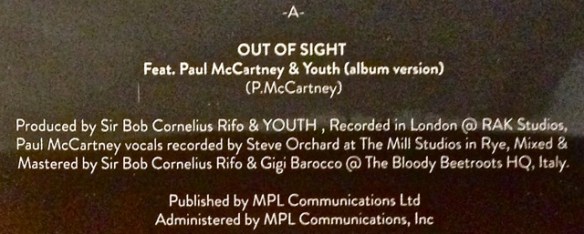 -A-
OUT OF SIGHT
Feat. Paul McCartney & Youth (album version)
(P.McCartney)
Produced by Sir Bob Cornelius Rifo & YOUTH , Recorded in London @ RAK Studios,
Paul McCartney vocals recorded by Steve Orchard at The Mill Studios in Rye, Mixed &
Mastered by Sir Bob Cornelius Rifo & Gigi Barocco @ The Bloody Beetroots HQ, Italy.
Published by MPL Communications Ltd
Administered by MPL Communications, Inc